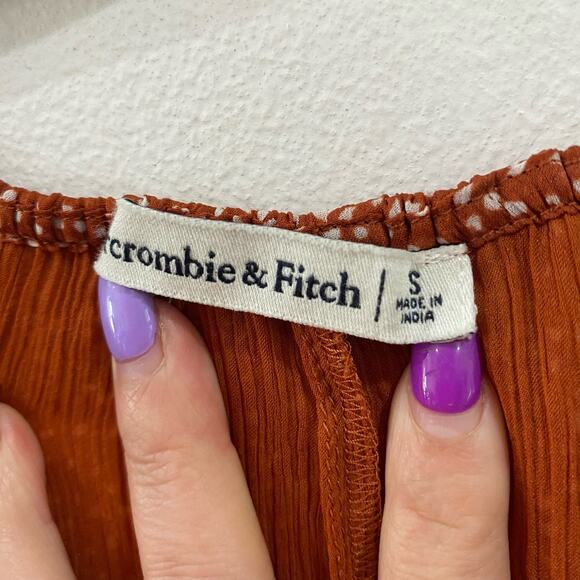 crombie & Fitch
S
MADE IN
INDIA